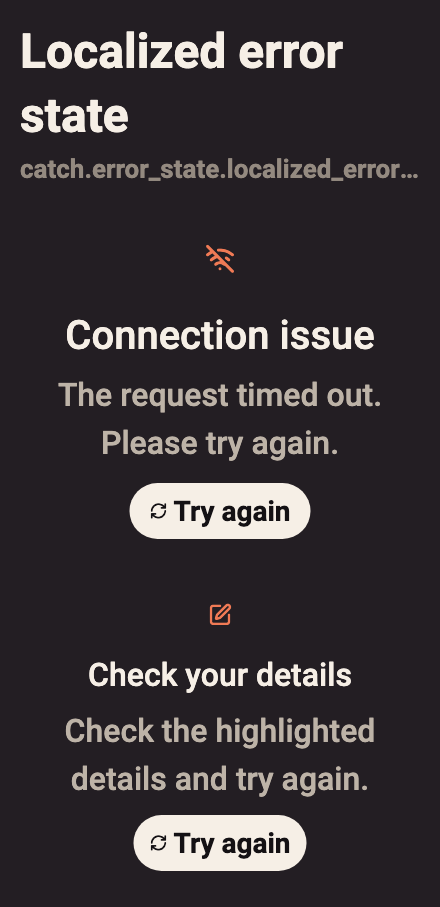 Localized error
state
catch.error_state.localized_error...
Connection issue
The request timed out.
Please try again.
Try again
Check your details
Check the highlighted
details and try again.
Try again